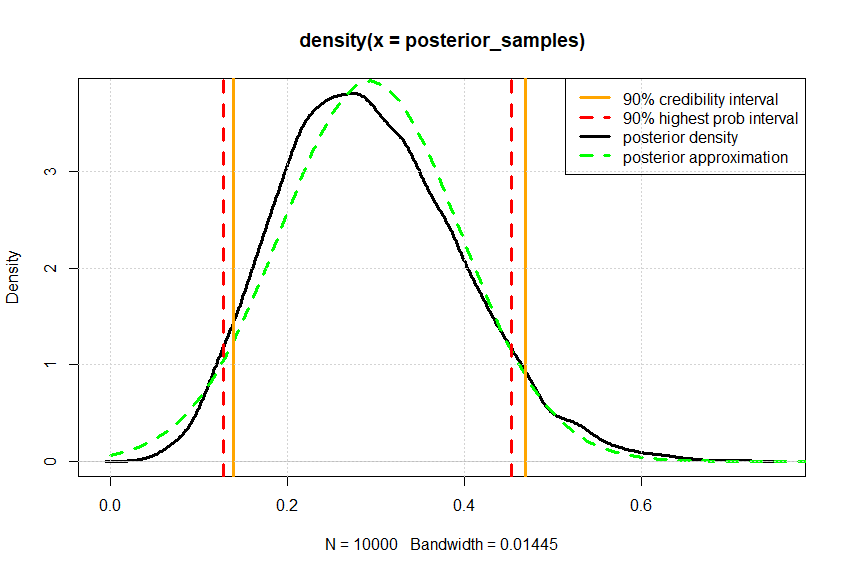 density(x = posterior_samples)
90% credibility interval
90% highest prob interval
posterior density
posterior approximation
Density
3
2
1
0
0.0 0.2 0.4 0.6
N = 10000 Bandwidth = 0.01445